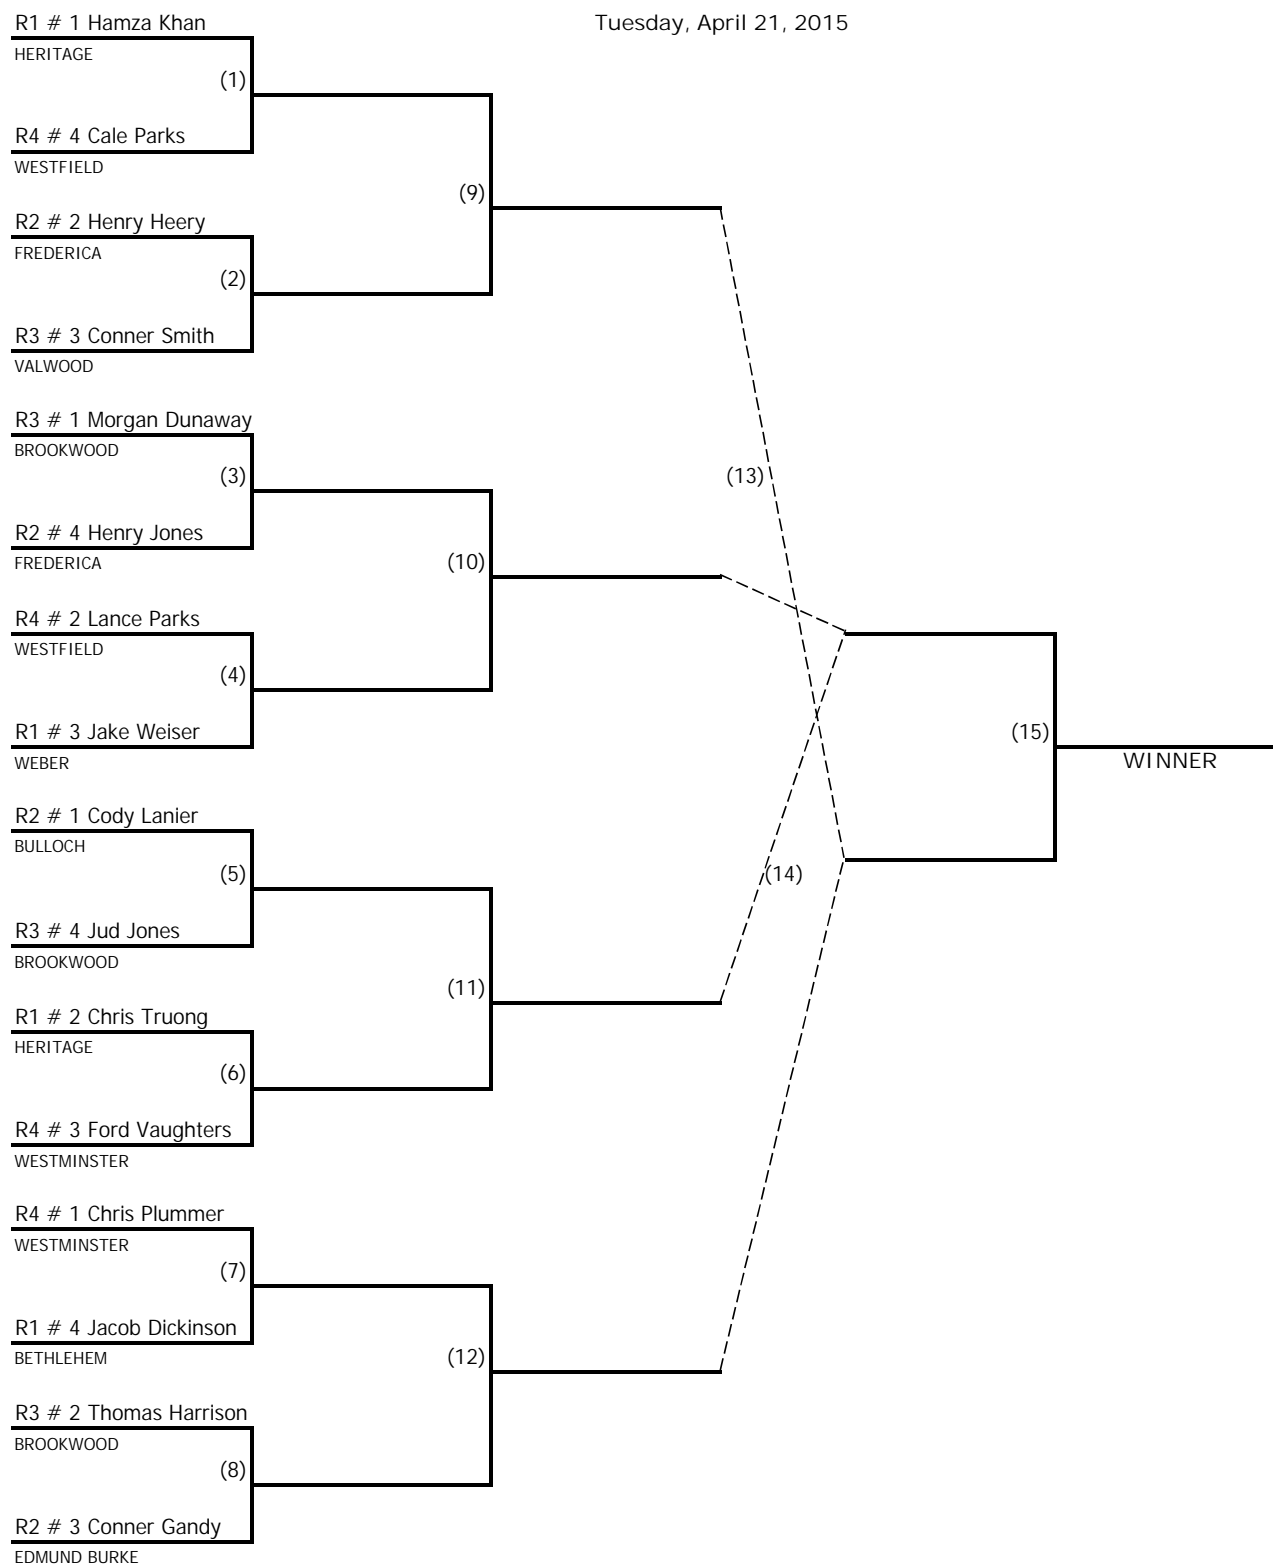 R1 # 1 Hamza Khan
Tuesday, April 21, 2015
HERITAGE
(1)
R4 # 4 Cale Parks
WESTFIELD
(9)
R2 # 2 Henry Heery
FREDERICA
(2)
R3 # 3 Conner Smith
VALWOOD
R3 # 1 Morgan Dunaway
BROOKWOOD
(3)
(13)
R2 # 4 Henry Jones
FREDERICA
(10)
R4 # 2 Lance Parks
WESTFIELD
(4)
R1 # 3 Jake Weiser
WEBER
(15)
WINNER
R2 # 1 Cody Lanier
BULLOCH
(5)
(14)
R3 # 4 Jud Jones
BROOKWOOD
(11)
R1 # 2 Chris Truong
HERITAGE
(6)
R4 # 3 Ford Vaughters
WESTMINSTER
R4 # 1 Chris Plummer
WESTMINSTER
(7)
R1 # 4 Jacob Dickinson
BETHLEHEM
(12)
R3 # 2 Thomas Harrison
BROOKWOOD
(8)
R2 # 3 Conner Gandy
EDMUND BURKE